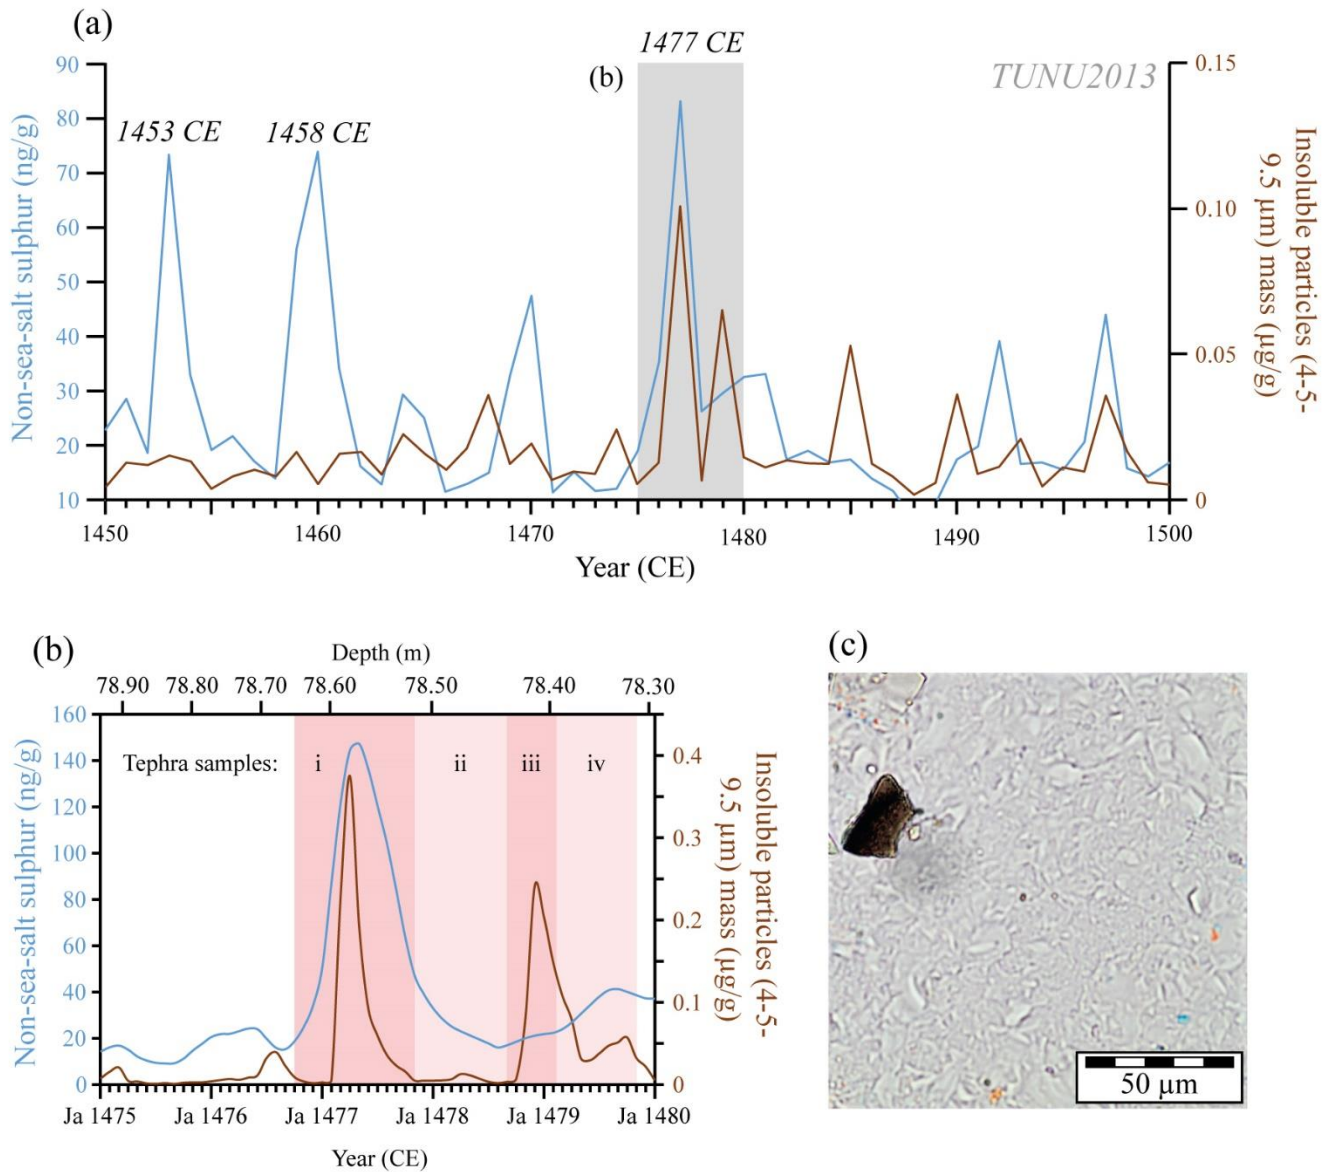 (a)
1477 CE
90
80
70
60
50
40
30
20
10
Non-sea-salt sulphur (ng/g)
1453 CE
1458 CE
(b)
TUNU2013
0.15
0.10
0.05
0
Insoluble particles (4-5-
9.5 µm) mass (µg/g)
1450
1460
1470
1480
1490
1500
Year (CE)
(b)
Depth (m)
78.90
78.80
78.70
78.60
78.50
78.40
78.30
160
140
120
100
80
60
40
20
0
Non-sea-salt sulphur (ng/g)
Tephra samples:
i
ii
iii
iv
0.4
0.3
0.2
0.1
0
Insoluble particles (4-5-
9.5 µm) mass (µg/g)
Ja 1475
Ja 1476
Ja 1477
Ja 1478
Ja 1479
Ja 1480
Year (CE)
(c)
50 µm